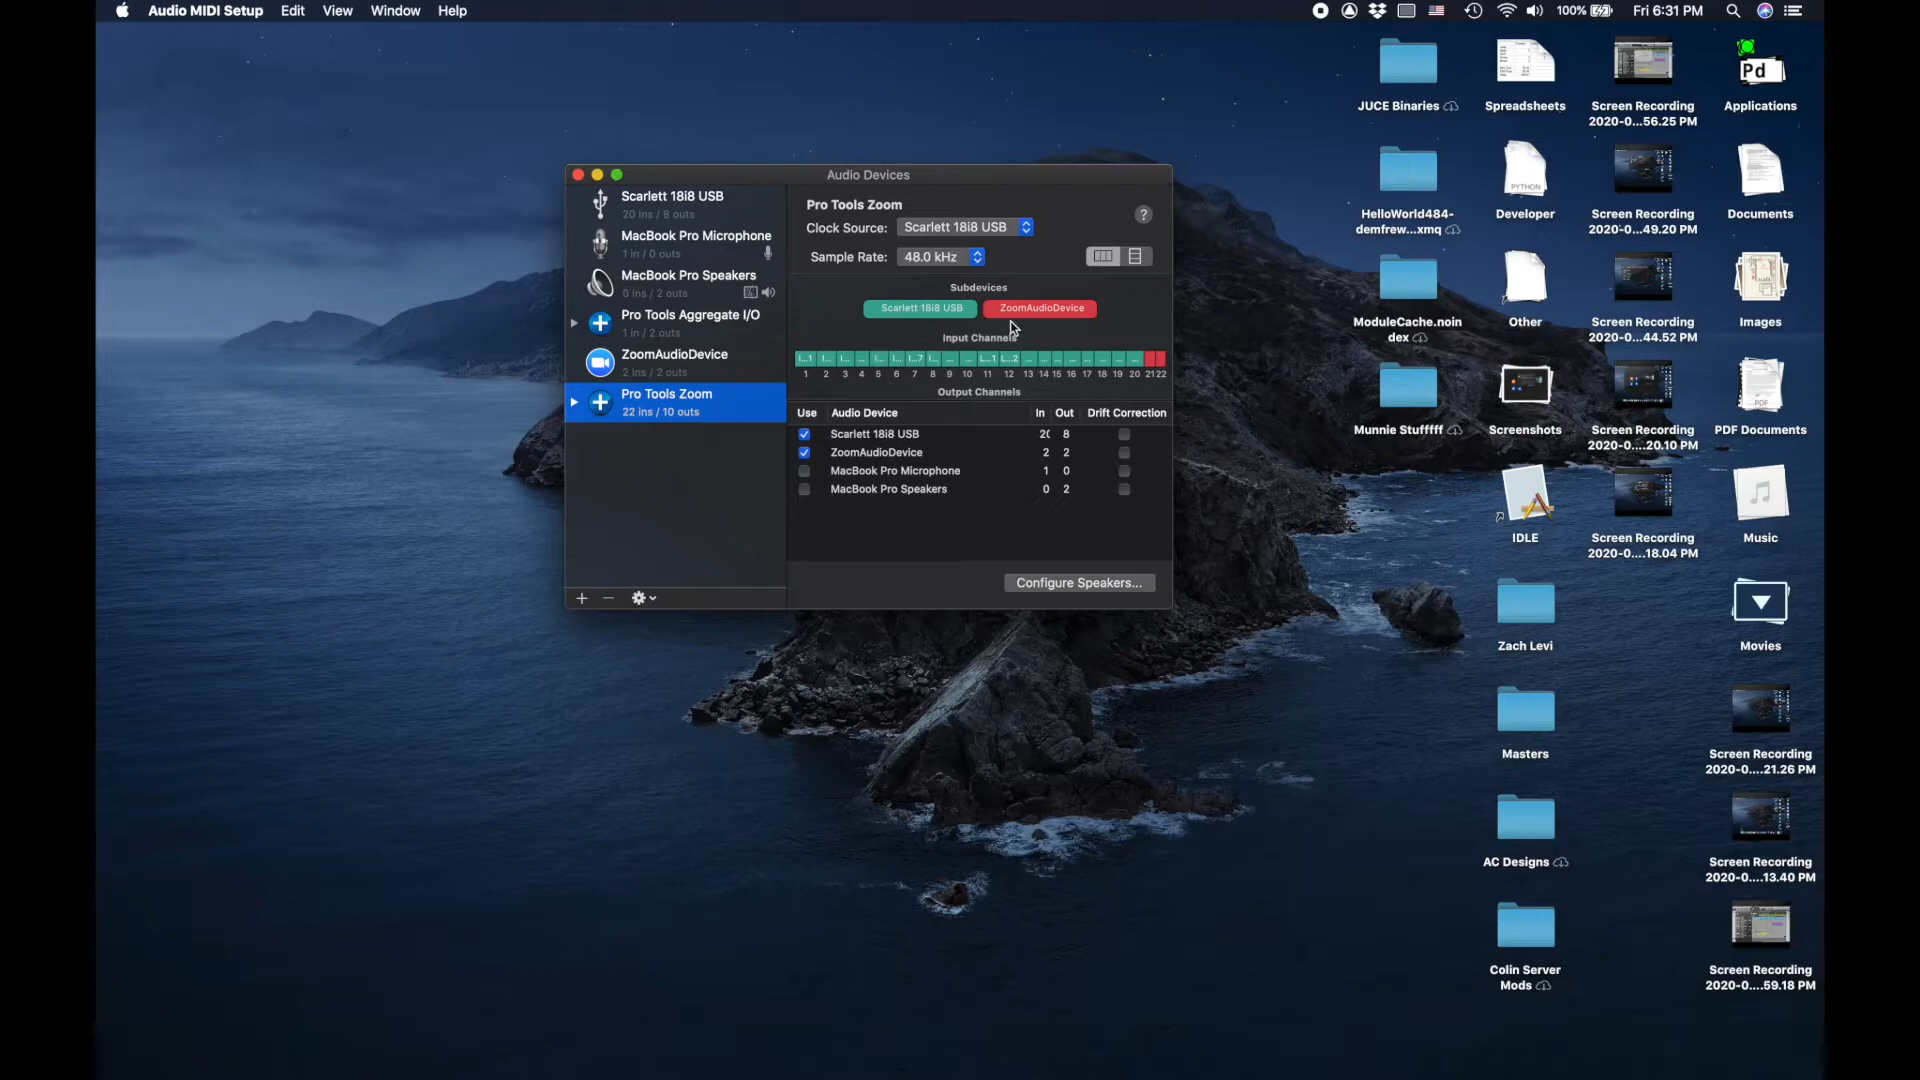 Audio MIDI Setup Edit View Window Help
100% Fri 6:31 PM
Audio Devices
Scarlett 18i8 USB
20 ins / 8 outs
MacBook Pro Microphone
1 in / 0 outs
MacBook Pro Speakers
0 ins / 2 outs
Pro Tools Aggregate I/O
1 in / 2 outs
ZoomAudioDevice
2 ins / 2 outs
Pro Tools Zoom
22 ins / 10 outs
Pro Tools Zoom
?
Clock Source: Scarlett 18i8 USB
Sample Rate: 48.0 kHz
Subdevices
Scarlett 18i8 USB ZoomAudioDevice
Input Channels
I...1 I... I... ... I... I... I...7 I... ... ... L...1 L...2 ... ... ... ... ... ... ... ...
1 2 3 4 5 6 7 8 9 10 11 12 13 14 15 16 17 18 19 20 21 22
Output Channels
Use Audio Device In Out Drift Correction
Scarlett 18i8 USB 8
ZoomAudioDevice 2 2
MacBook Pro Microphone 1 0
MacBook Pro Speakers 0 2
Configure Speakers...
JUCE Binaries
Spreadsheets
Screen Recording
2020-0...56.25 PM
Pd
Applications
HelloWorld484-
demfrew...xmq
PYTHON
Developer
Screen Recording
2020-0...49.20 PM
Documents
ModuleCache.noin
dex
Other
Screen Recording
2020-0...44.52 PM
Images
Munnie Stufffff
Screenshots
Screen Recording
2020-0....20.10 PM
PDF
PDF Documents
IDLE
Screen Recording
2020-0....18.04 PM
Music
Zach Levi
Movies
Masters
Screen Recording
2020-0....21.26 PM
AC Designs
Screen Recording
2020-0....13.40 PM
Colin Server
Mods
Screen Recording
2020-0....59.18 PM